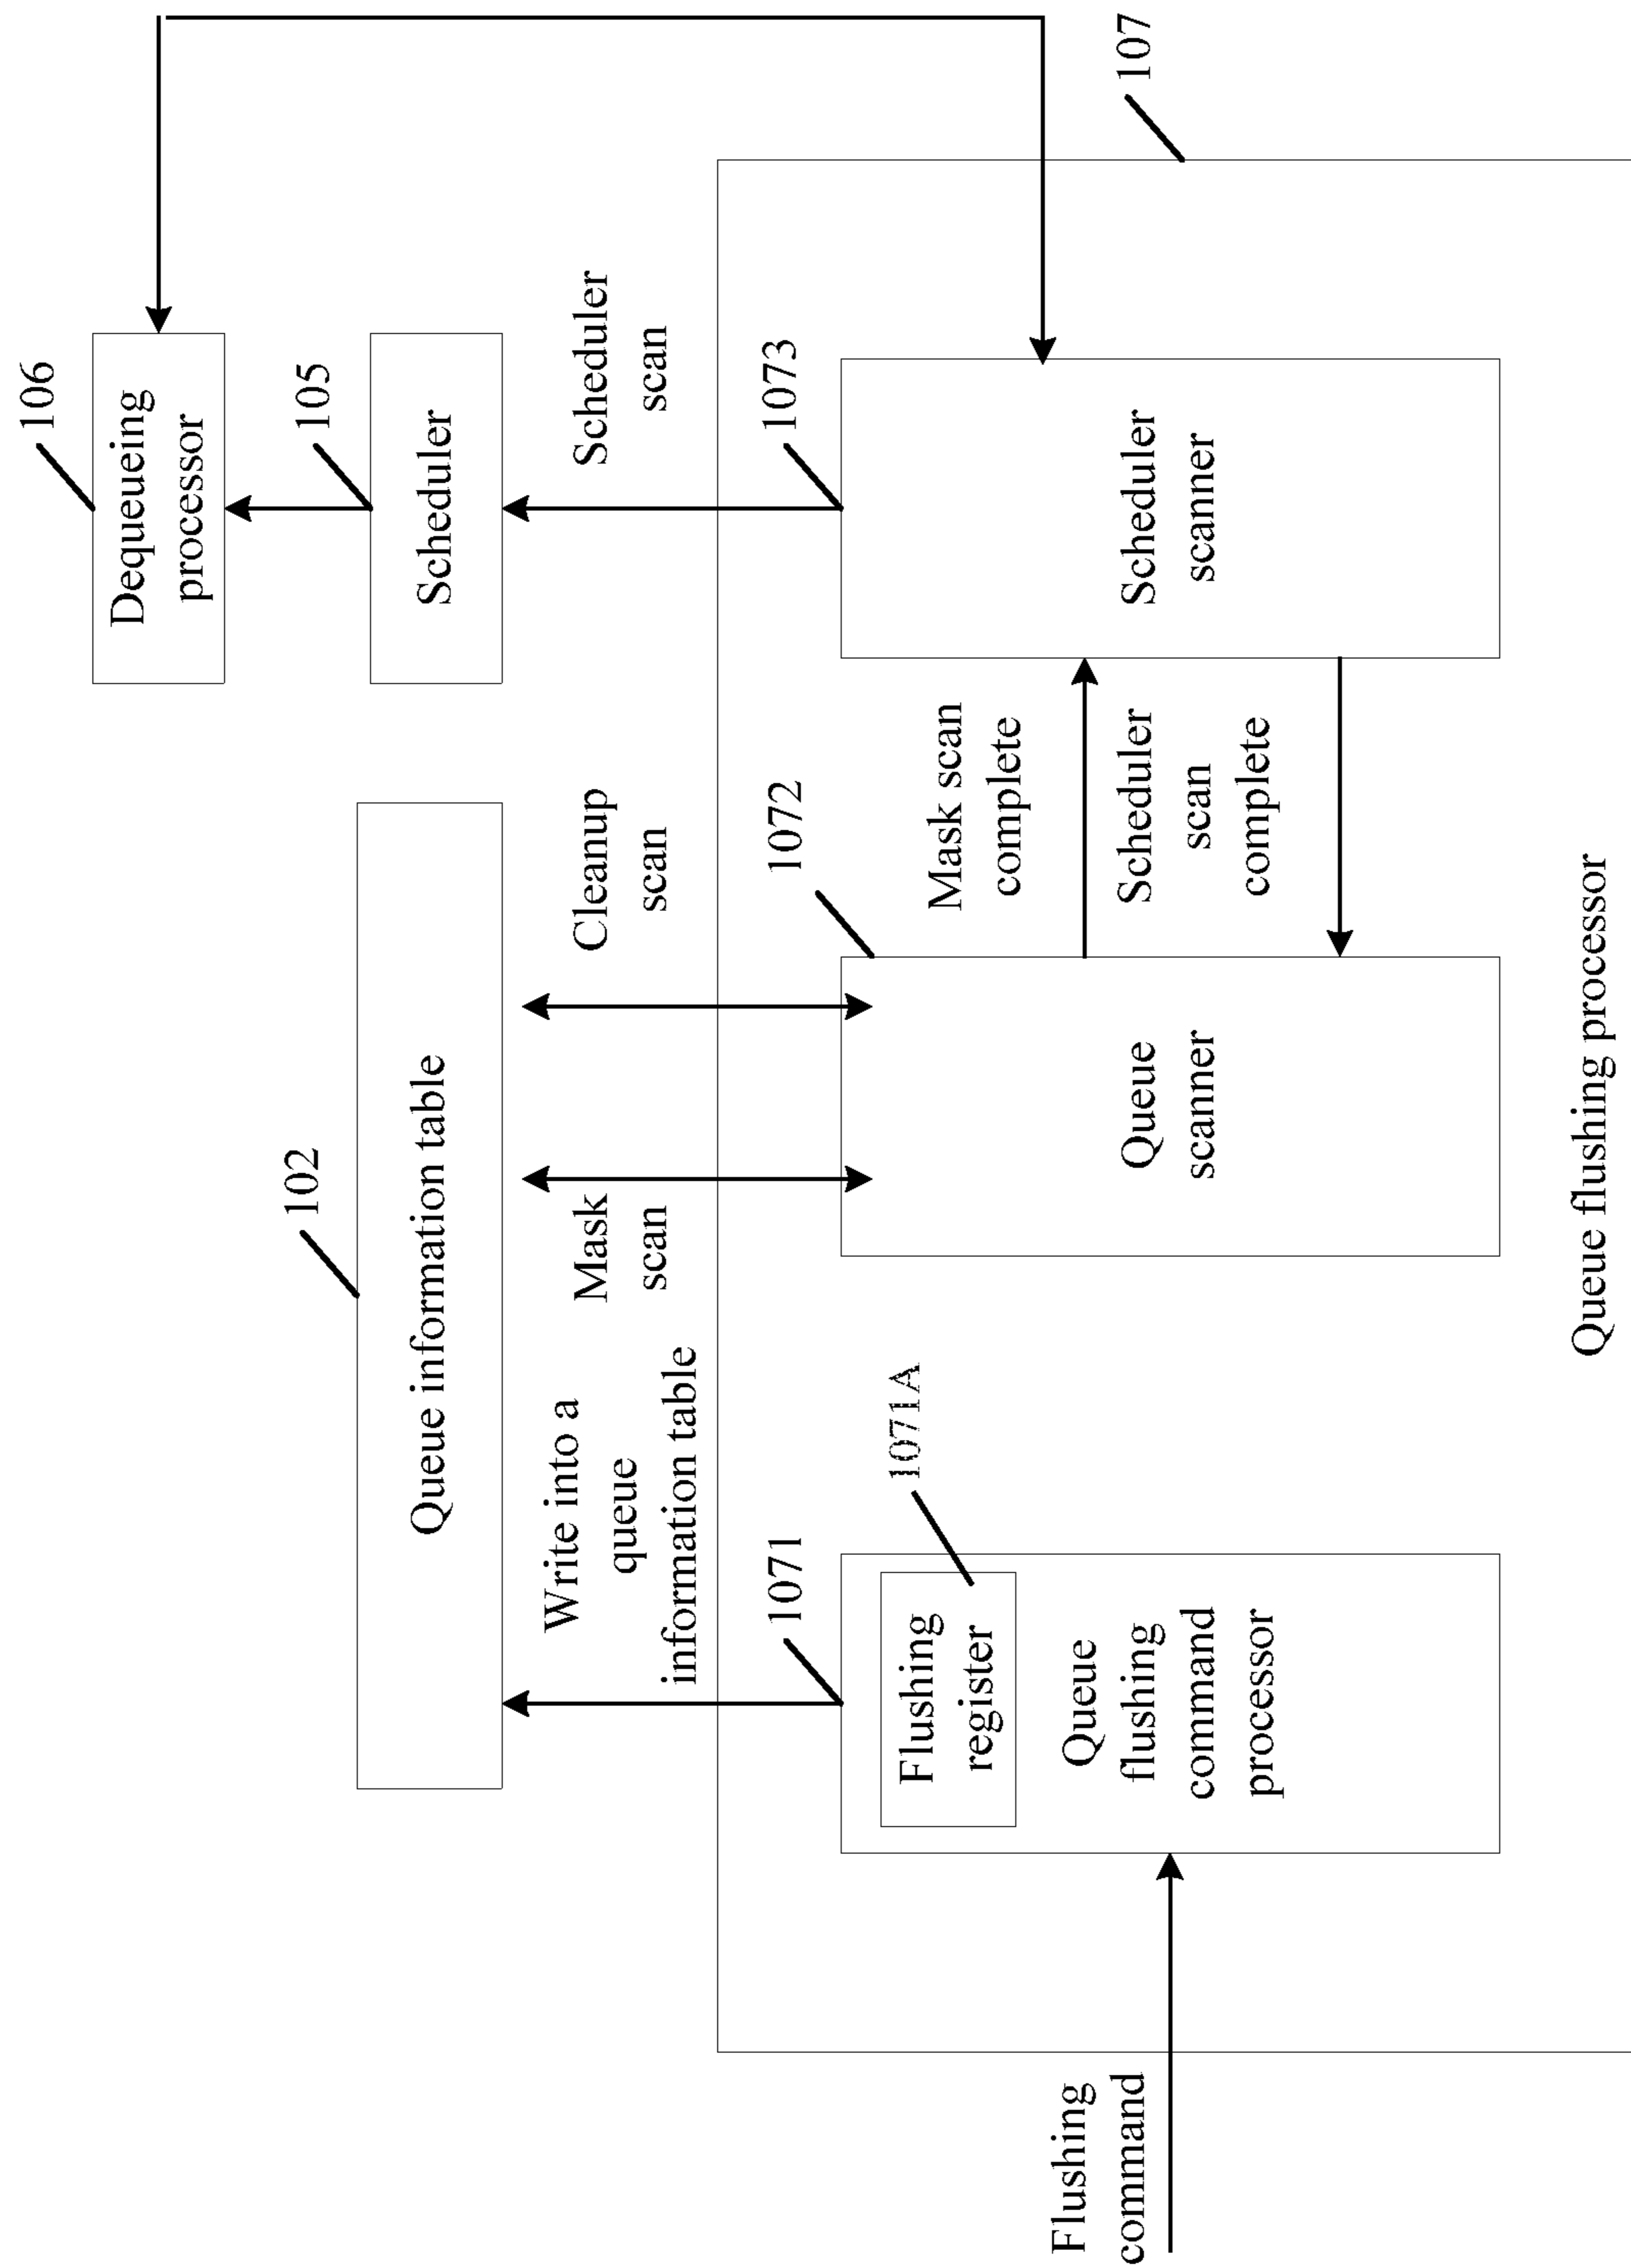 106
Dequeueing
processor
105
Scheduler
Scheduler
scan
107
102
Queue information table
Write into a
queue
information table
Mask
scan
Cleanup
scan
1071
1071A
Flushing
register
Queue
flushing
command
processor
1072
Queue
scanner
Mask scan
complete
Scheduler
scan
complete
1073
Scheduler
scanner
Flushing
command
Queue flushing processor